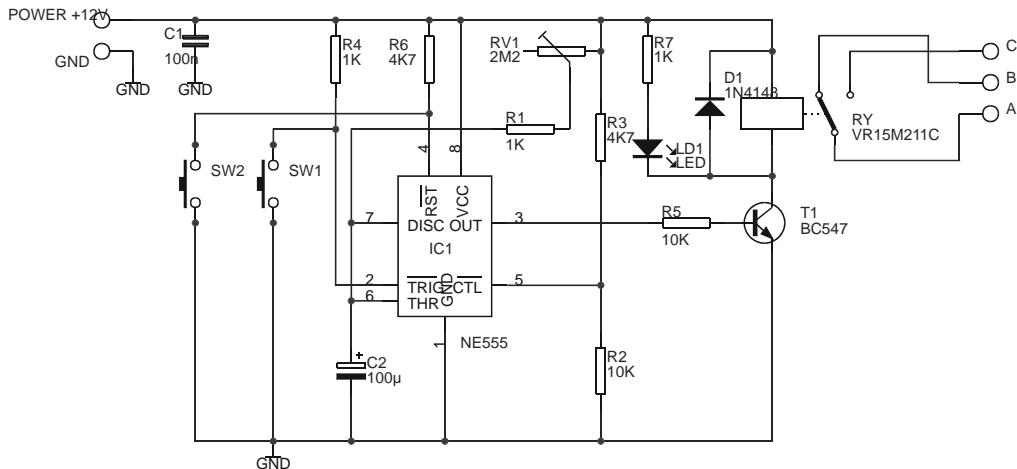 POWER +12V
C1
100n
GND
GND
GND
R4
1K
R6
4K7
RV1
2M2
R7
1K
D1
1N4148
C
B
A
RY
VR15M211C
R1
1K
R3
4K7
LD1
LED
SW2
SW1
4
8
RST
VCC
7
DISC
OUT
3
IC1
R5
10K
T1
BC547
2
TRIG
GND
CTL
5
6
THR
1
NE555
C2
100µ
R2
10K
GND